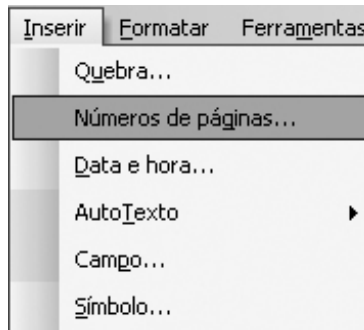 Inserir Formatar Ferramentas
Quebra...
Números de páginas...
Data e hora...
AutoTexto
Campo...
Símbolo...